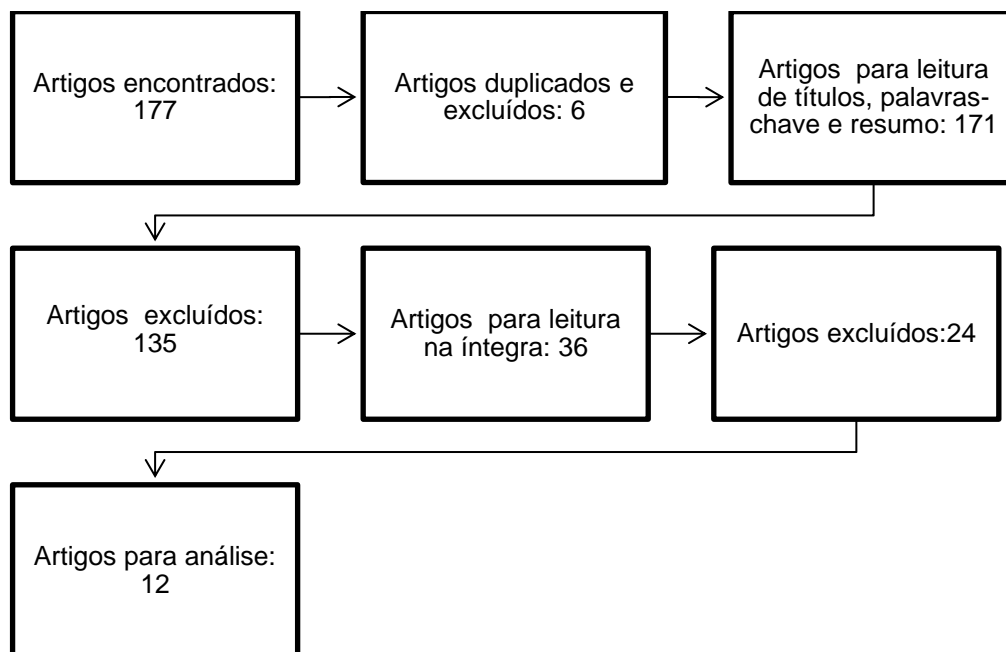 Artigos encontrados:
177
Artigos duplicados e
excluídos: 6
Artigos para leitura
de títulos, palavras-
chave e resumo: 171
Artigos excluídos:
135
Artigos para leitura
na íntegra: 36
Artigos excluídos:24
Artigos para análise:
12